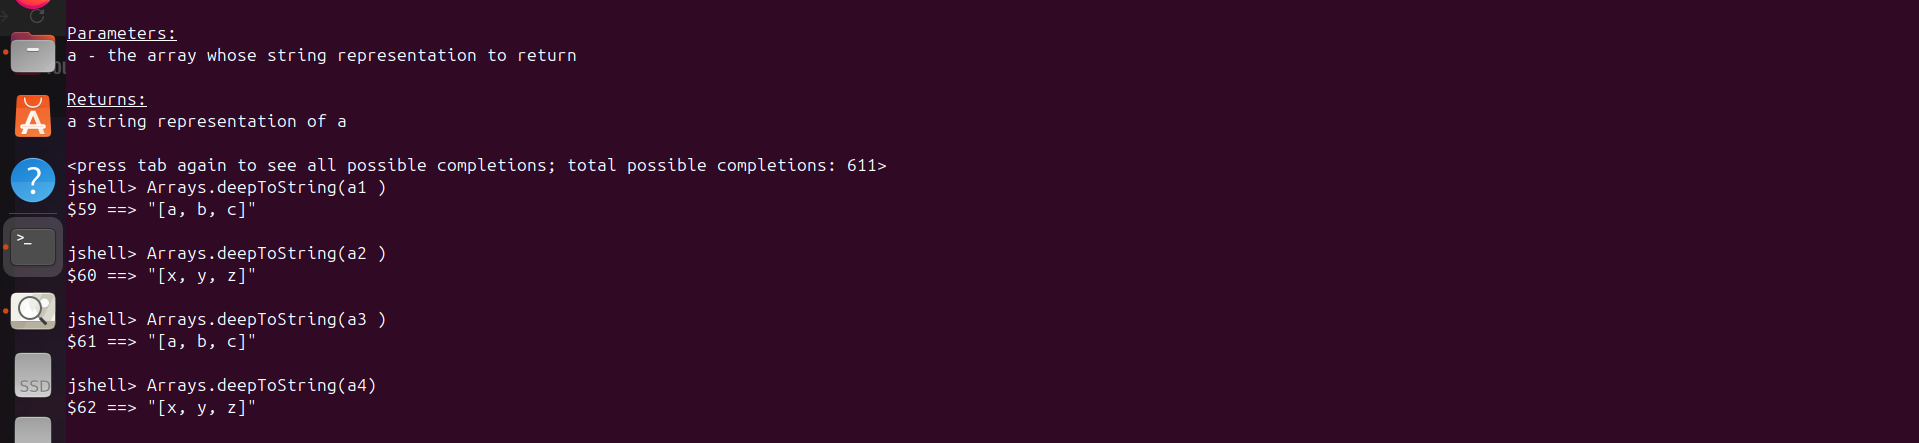 Parameters:
a - the array whose string representation to return
Returns:
a string representation of a
<press tab again to see all possible completions; total possible completions: 611>
jshell> Arrays.deepToString(a1 )
$59 ==> "[a, b, c]"
jshell> Arrays.deepToString(a2 )
$60 ==> "[x, y, z]"
jshell> Arrays.deepToString(a3 )
$61 ==> "[a, b, c]"
jshell> Arrays.deepToString(a4)
$62 ==> "[x, y, z]"
>_
SSD